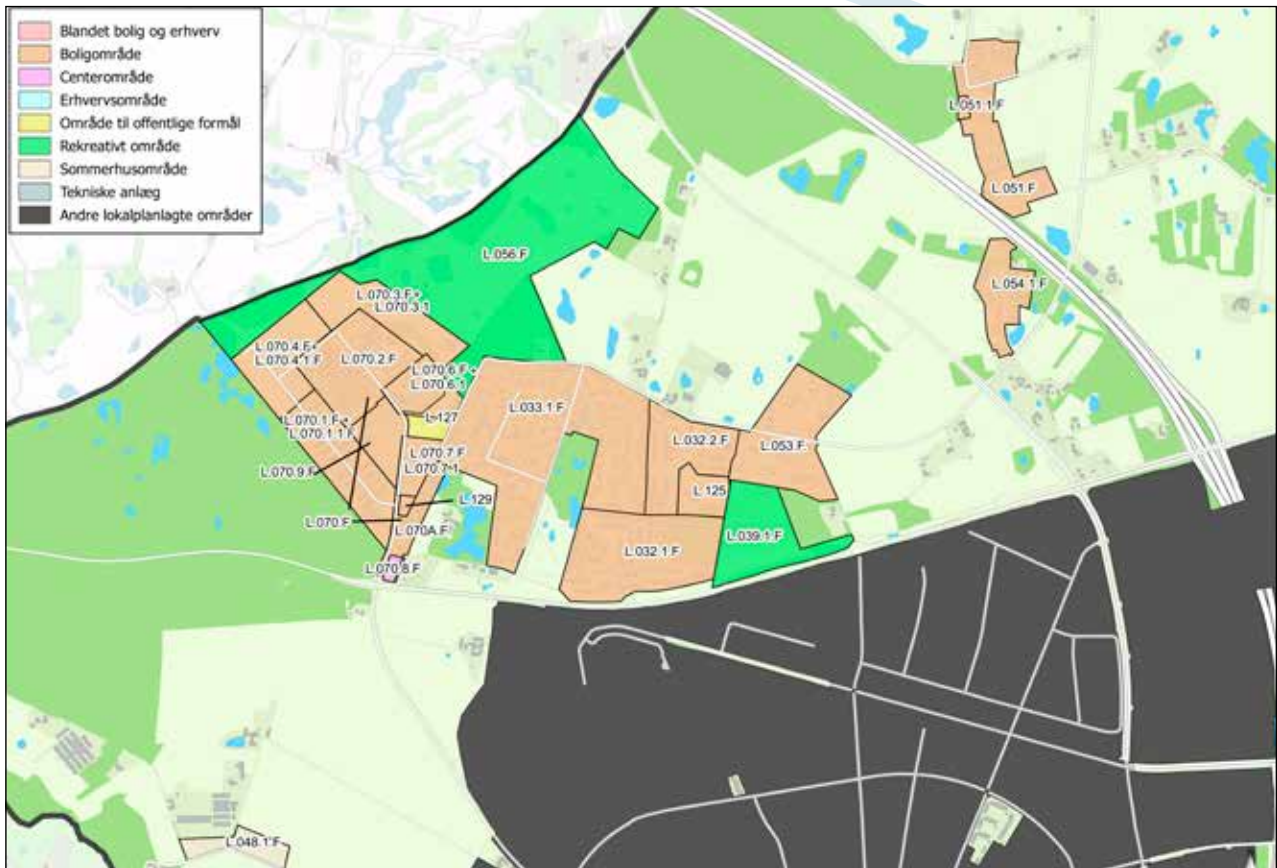 Blandet bolig og erhverv
Boligområde
Centerområde
Erhvervsområde
Område til offentlige formål
Rekreativt område
Sommerhusområde
Tekniske anlæg
Andre lokalplanlagte områder
L.051.1.F
L.051.F
L.056.F
L.054.1.F
L.070.3.F+
L.070.3.1
L.070.4.F+
L.070.4.1.F
L.070.2.F
L.070.6.F+
L.070.6.1
L.033.1.F
L.127
L.070.1.F+
L.070.1.1.F
L.032.2.F
L.053.F
L.070.7.F
L.070.7.1
L.070.9.F
L.129
L.125
L.070.F
L.070A.F
L.039.1.F
L.032.1.F
L.070.8.F
L.048.1.F